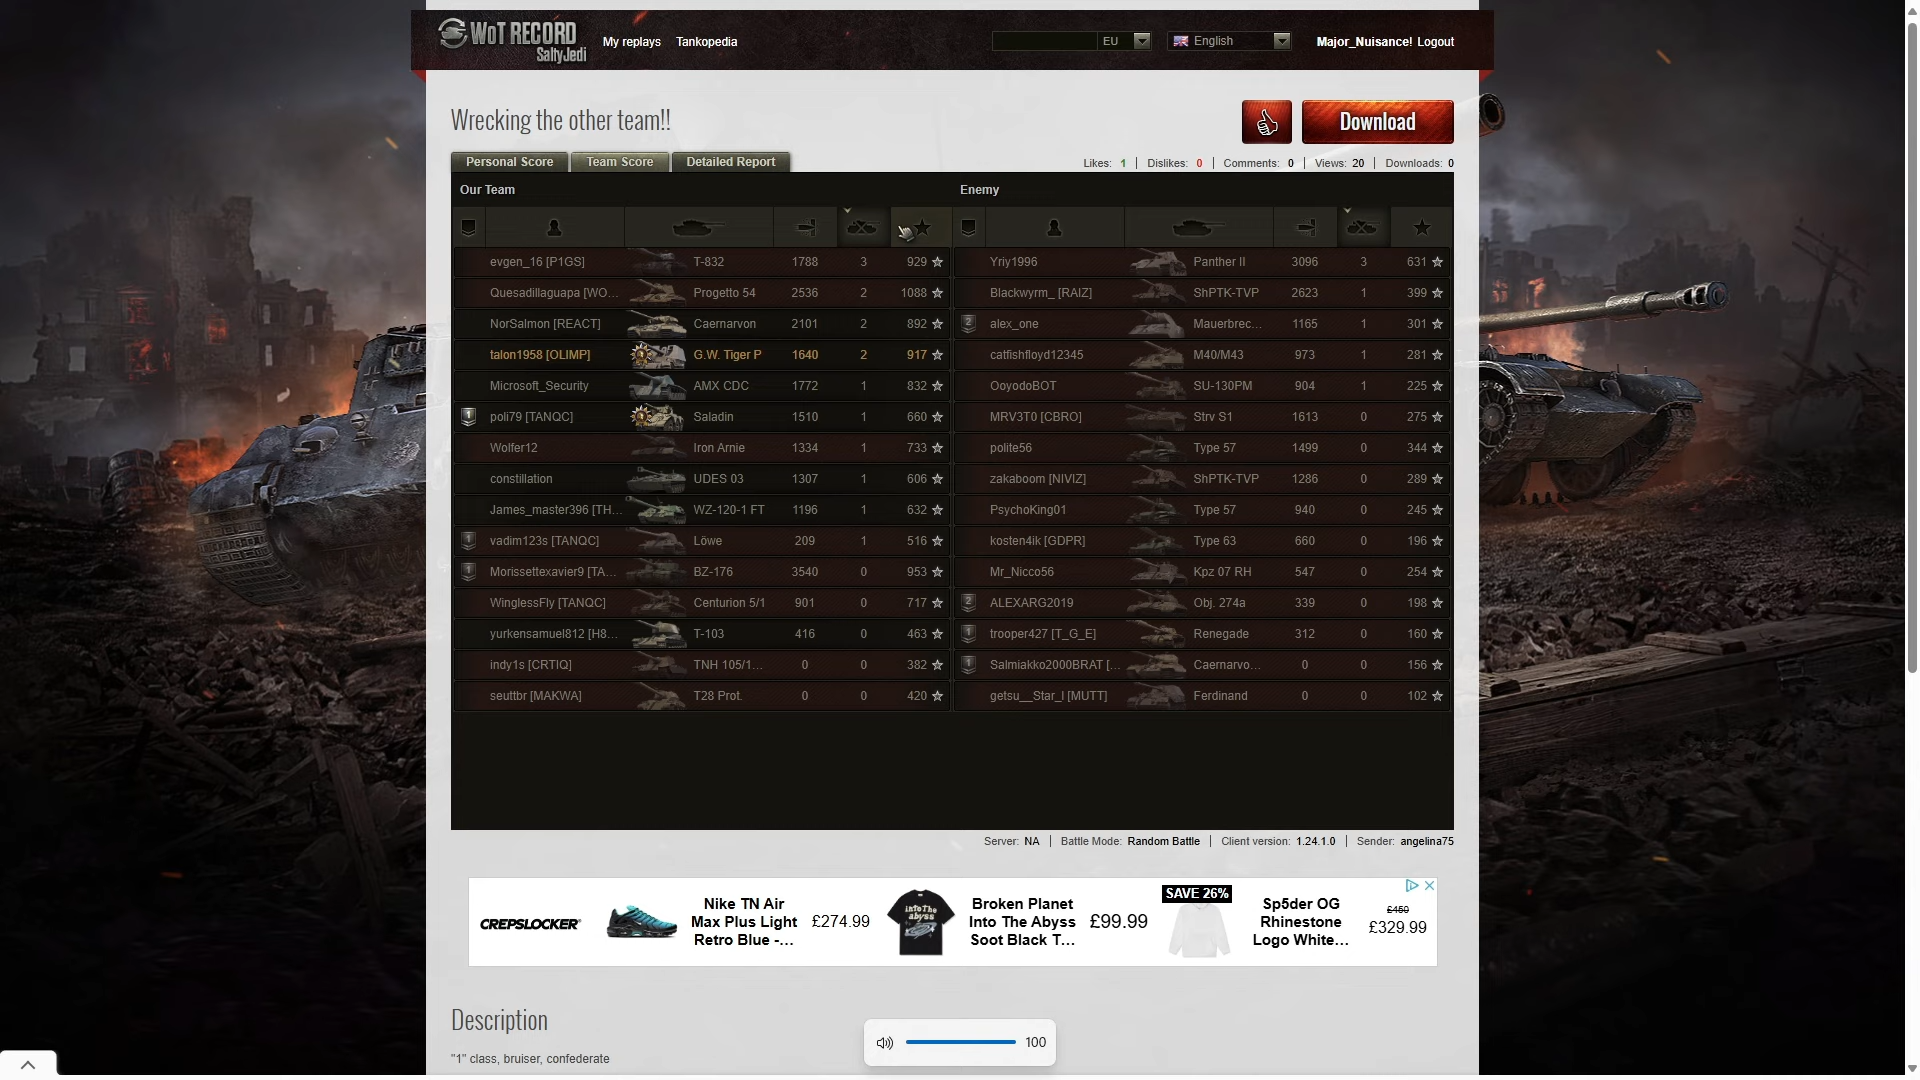 WoT RECORD
SaltyJedi
My replays
Tankopedia
EU
English
Major_Nuisance! Logout
Wrecking the other team!!
Download
Personal Score
Team Score
Detailed Report
Likes: 1 | Dislikes: 0 | Comments: 0 | Views: 20 | Downloads: 0
Our Team
evgen_16 [P1GS] T-832 1788 3 929
Quesadillaguapa [WO... Progetto 54 2536 2 1088
NorSalmon [REACT] Caernarvon 2101 2 892
talon1958 [OLIMP] G.W. Tiger P 1640 2 917
Microsoft_Security AMX CDC 1772 1 832
1 poli79 [TANQC] Saladin 1510 1 660
Wolfer12 Iron Arnie 1334 1 733
constillation UDES 03 1307 1 606
James_master396 [TH... WZ-120-1 FT 1196 1 632
1 vadim123s [TANQC] Löwe 209 1 516
1 Morissettexavier9 [TA... BZ-176 3540 0 953
WinglessFly [TANQC] Centurion 5/1 901 0 717
yurkensamuel812 [H8... T-103 416 0 463
indy1s [CRTIQ] TNH 105/1... 0 0 382
seuttbr [MAKWA] T28 Prot. 0 0 420
Enemy
Yriy1996 Panther II 3096 3 631
Blackwyrm_ [RAIZ] ShPTK-TVP 2623 1 399
2 alex_one Mauerbrec... 1165 1 301
catfishfloyd12345 M40/M43 973 1 281
OoyodoBOT SU-130PM 904 1 225
MRV3T0 [CBRO] Strv S1 1613 0 275
polite56 Type 57 1499 0 344
zakaboom [NIVIZ] ShPTK-TVP 1286 0 289
PsychoKing01 Type 57 940 0 245
kosten4ik [GDPR] Type 63 660 0 196
Mr_Nicco56 Kpz 07 RH 547 0 254
2 ALEXARG2019 Obj. 274a 339 0 198
1 trooper427 [T_G_E] Renegade 312 0 160
1 Salmiakko2000BRAT [... Caernarvo... 0 0 156
getsu__Star_I [MUTT] Ferdinand 0 0 102
Server: NA | Battle Mode: Random Battle | Client version: 1.24.1.0 | Sender: angelina75
CREPSLOCKER
Nike TN Air
Max Plus Light
Retro Blue -...
£274.99
into The
abyss
Broken Planet
Into The Abyss
Soot Black T...
£99.99
SAVE 26%
Sp5der OG
Rhinestone
Logo White...
£450
£329.99
Description
"1" class, bruiser, confederate
100